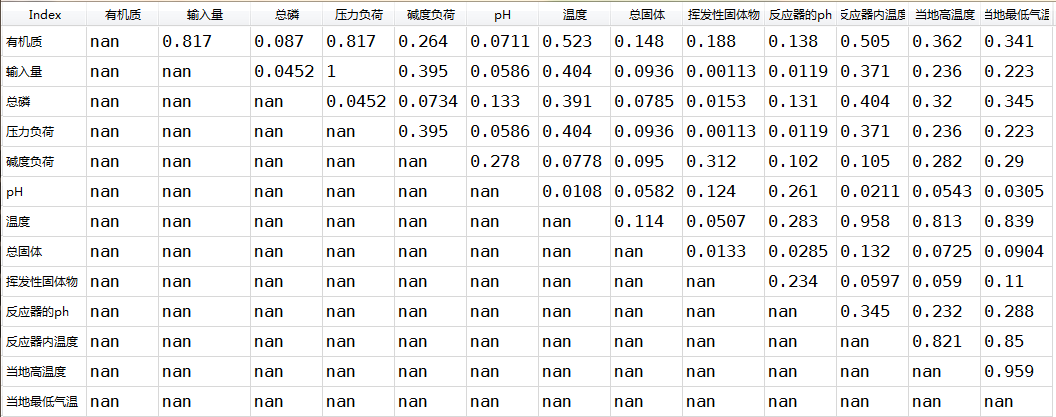 Index 有机质 输入量 总磷 压力负荷 碱度负荷 pH 温度 总固体 挥发性固体物 反应器的ph 反应器内温度 当地高温度 当地最低气温
有机质 nan 0.817 0.087 0.817 0.264 0.0711 0.523 0.148 0.188 0.138 0.505 0.362 0.341
输入量 nan nan 0.0452 1 0.395 0.0586 0.404 0.0936 0.00113 0.0119 0.371 0.236 0.223
总磷 nan nan nan 0.0452 0.0734 0.133 0.391 0.0785 0.0153 0.131 0.404 0.32 0.345
压力负荷 nan nan nan nan 0.395 0.0586 0.404 0.0936 0.00113 0.0119 0.371 0.236 0.223
碱度负荷 nan nan nan nan nan 0.278 0.0778 0.095 0.312 0.102 0.105 0.282 0.29
pH nan nan nan nan nan nan 0.0108 0.0582 0.124 0.261 0.0211 0.0543 0.0305
温度 nan nan nan nan nan nan nan 0.114 0.0507 0.283 0.958 0.813 0.839
总固体 nan nan nan nan nan nan nan nan 0.0133 0.0285 0.132 0.0725 0.0904
挥发性固体物 nan nan nan nan nan nan nan nan nan 0.234 0.0597 0.059 0.11
反应器的ph nan nan nan nan nan nan nan nan nan nan 0.345 0.232 0.288
反应器内温度 nan nan nan nan nan nan nan nan nan nan nan 0.821 0.85
当地高温度 nan nan nan nan nan nan nan nan nan nan nan nan 0.959
当地最低气温 nan nan nan nan nan nan nan nan nan nan nan nan nan